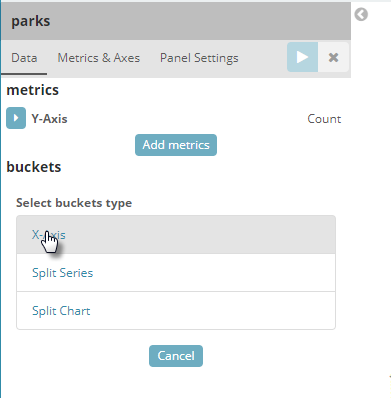 parks
Data Metrics & Axes Panel Settings
metrics
Y-Axis Count
Add metrics
buckets
Select buckets type
X-Axis
Split Series
Split Chart
Cancel